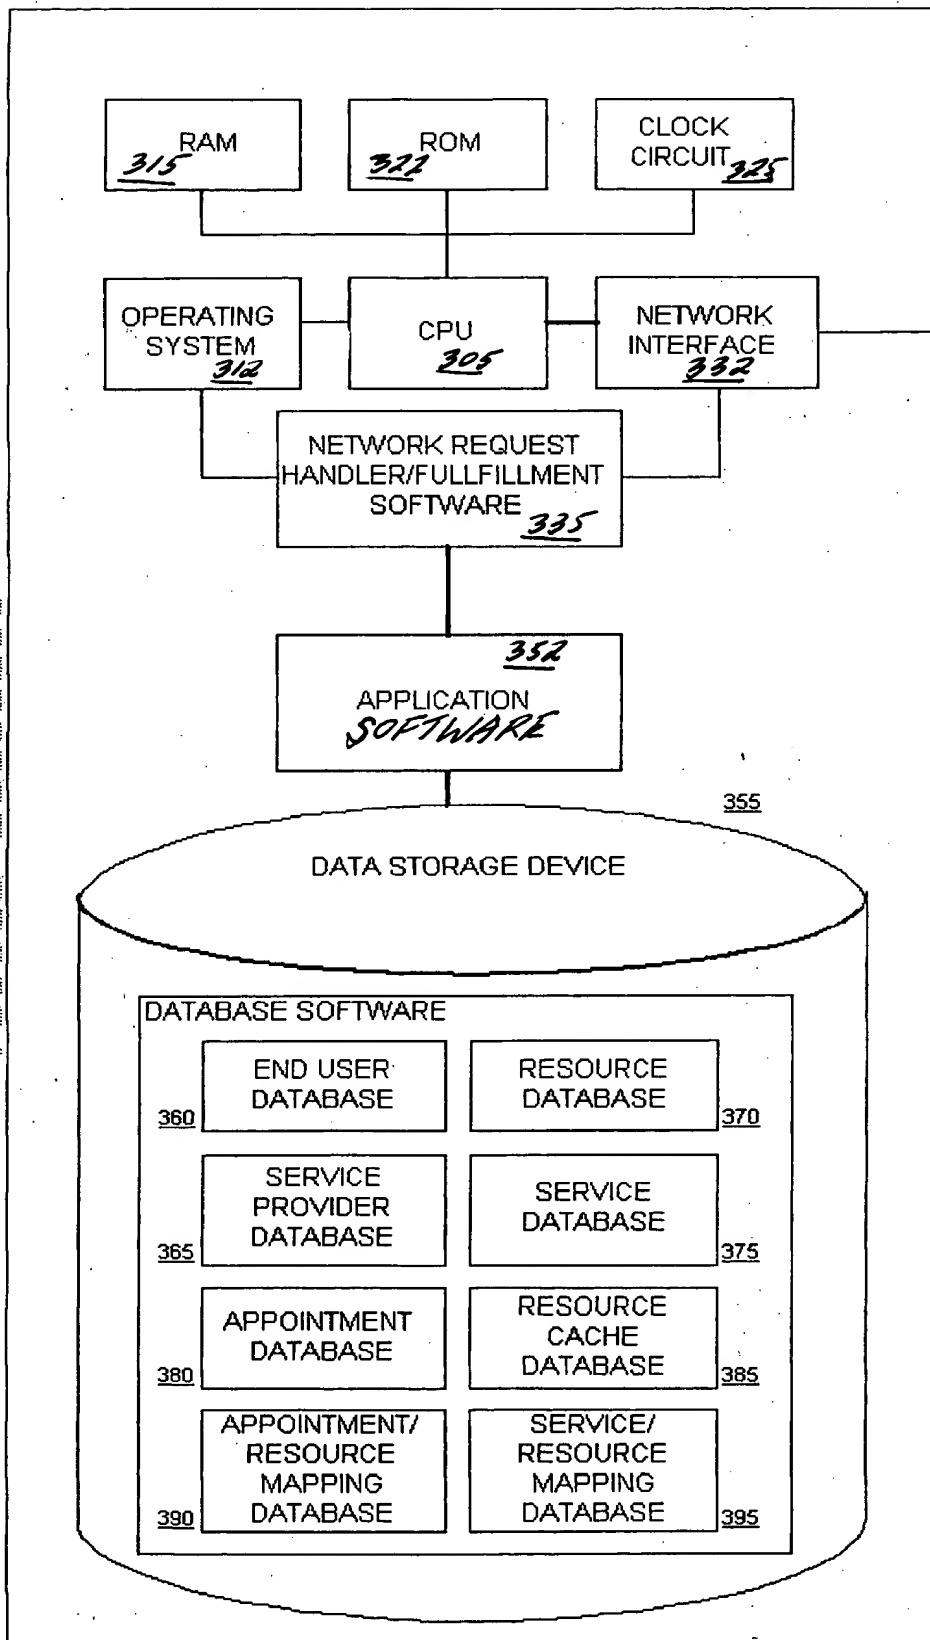 RAM
315
ROM
322
CLOCK
CIRCUIT
325
OPERATING
SYSTEM
312
CPU
305
NETWORK
INTERFACE
332
NETWORK REQUEST
HANDLER/FULLFILLMENT
SOFTWARE
335
352
APPLICATION
SOFTWARE
355
DATA STORAGE DEVICE
DATABASE SOFTWARE
END USER
DATABASE
360
RESOURCE
DATABASE
370
SERVICE
PROVIDER
DATABASE
365
SERVICE
DATABASE
375
APPOINTMENT
DATABASE
380
RESOURCE
CACHE
DATABASE
385
APPOINTMENT/
RESOURCE
MAPPING
DATABASE
390
SERVICE/
RESOURCE
MAPPING
DATABASE
395